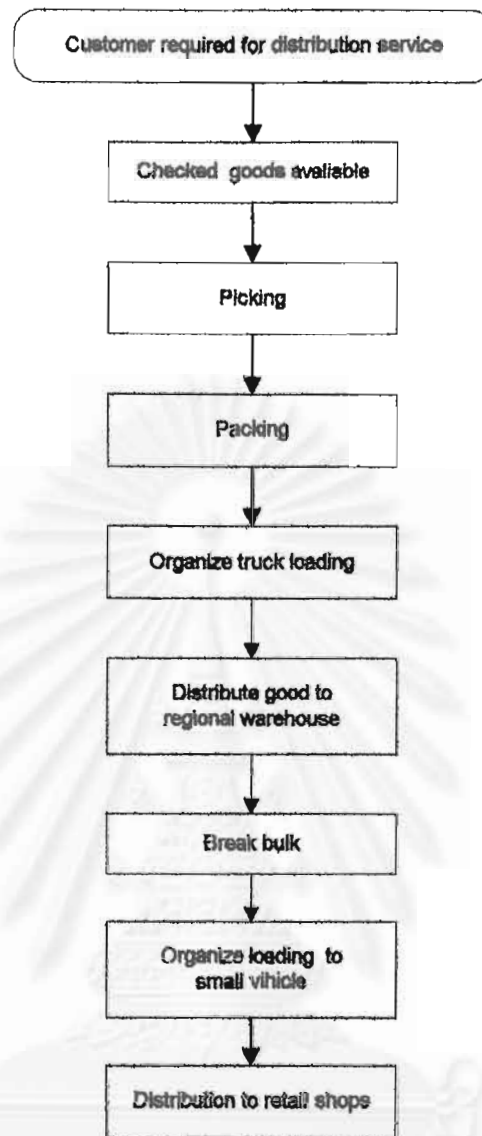 Customer required for distribution service
Checked goods avaliable
Picking
Packing
Organize truck loading
Distribute good to
regional warehouse
Break bulk
Organize loading to
small vihicle
Distribution to retail shops